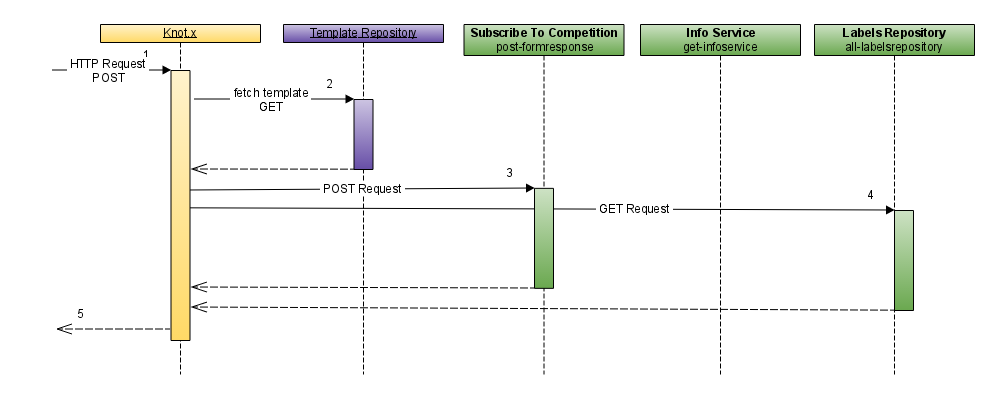 Knot.x
Template Repository
Subscribe To Competition
post-formresponse
Info Service
get-infoservice
Labels Repository
all-labelsrepository
1
HTTP Request
POST
2
fetch template
GET
3
POST Request
4
GET Request
5